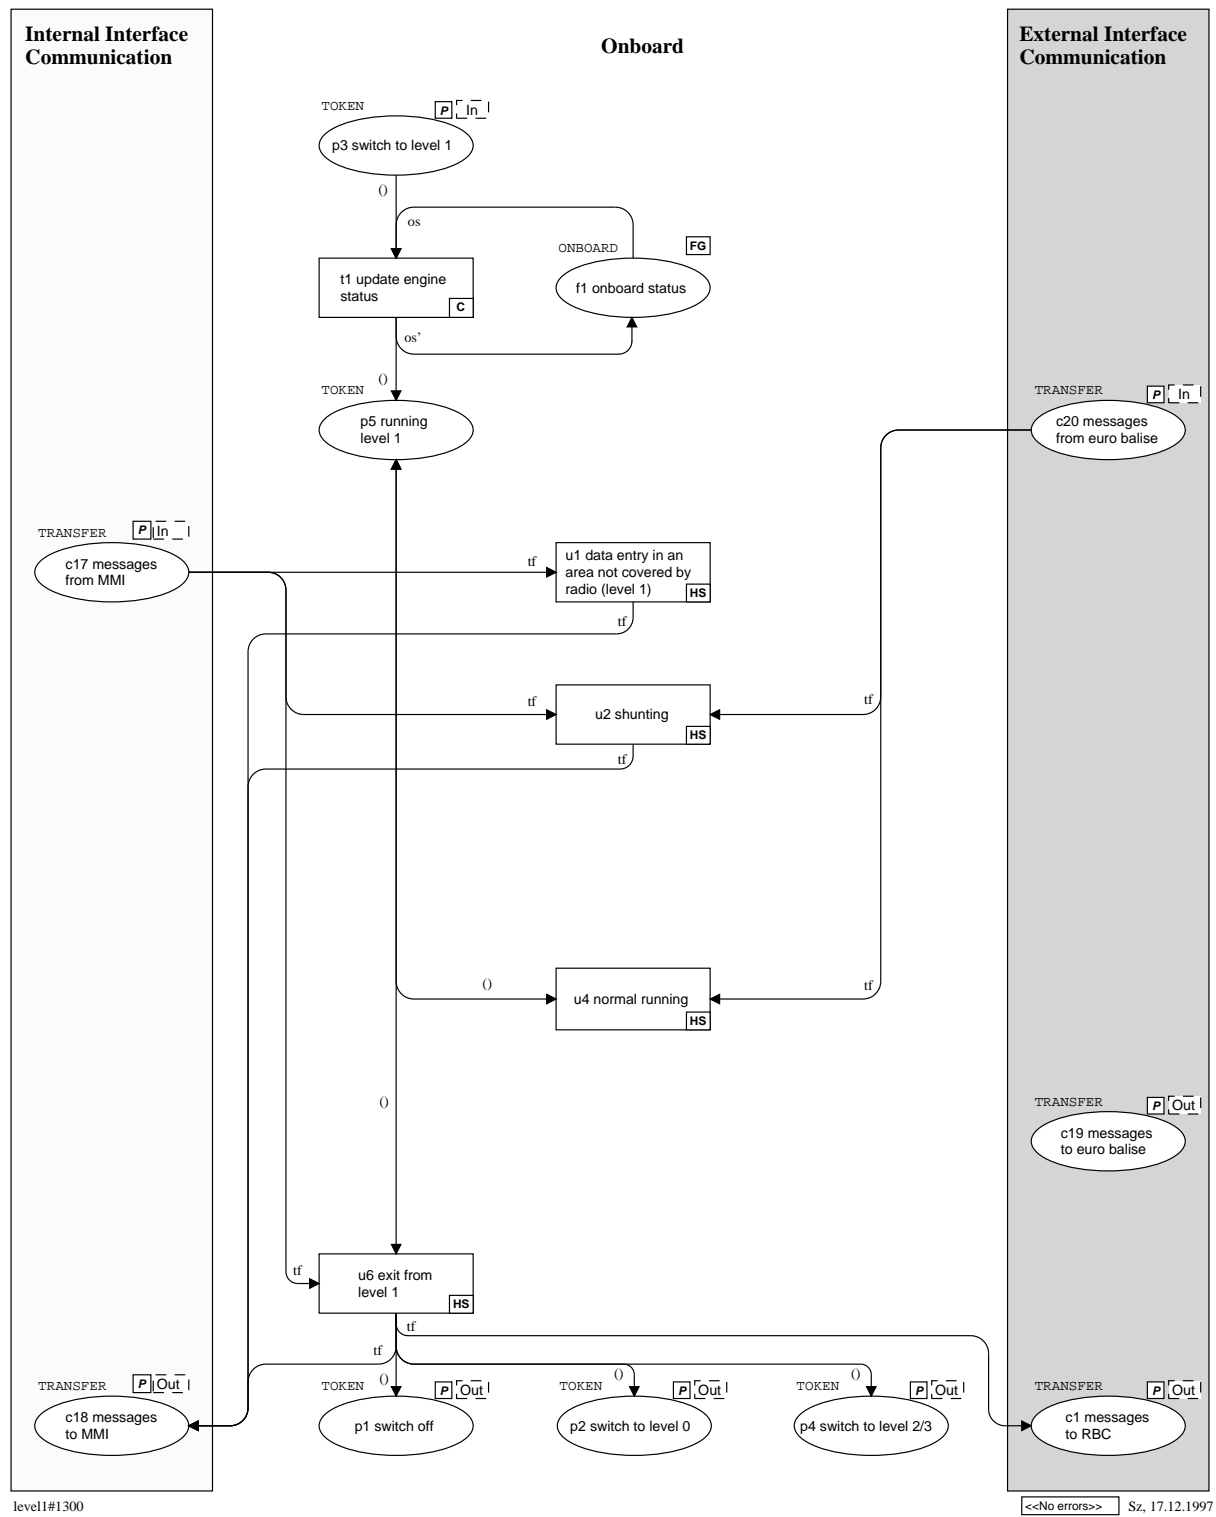 Internal Interface
Communication
Onboard
External Interface
Communication
TOKEN
P In
p3 switch to level 1
()
os
ONBOARD
FG
t1 update engine
status
C
f1 onboard status
os'
()
TOKEN
p5 running
level 1
TRANSFER
P In
c20 messages
from euro balise
TRANSFER
P In
c17 messages
from MMI
tf
u1 data entry in an
area not covered by
radio (level 1)
HS
tf
tf
u2 shunting
HS
tf
tf
()
u4 normal running
HS
tf
()
TRANSFER
P Out
c19 messages
to euro balise
tf
u6 exit from
level 1
HS
tf
tf
TRANSFER
P Out
c18 messages
to MMI
()
TOKEN
P Out
p1 switch off
()
TOKEN
P Out
p2 switch to level 0
()
TOKEN
P Out
p4 switch to level 2/3
TRANSFER
P Out
c1 messages
to RBC
level1#1300
<<No errors>>
Sz, 17.12.1997